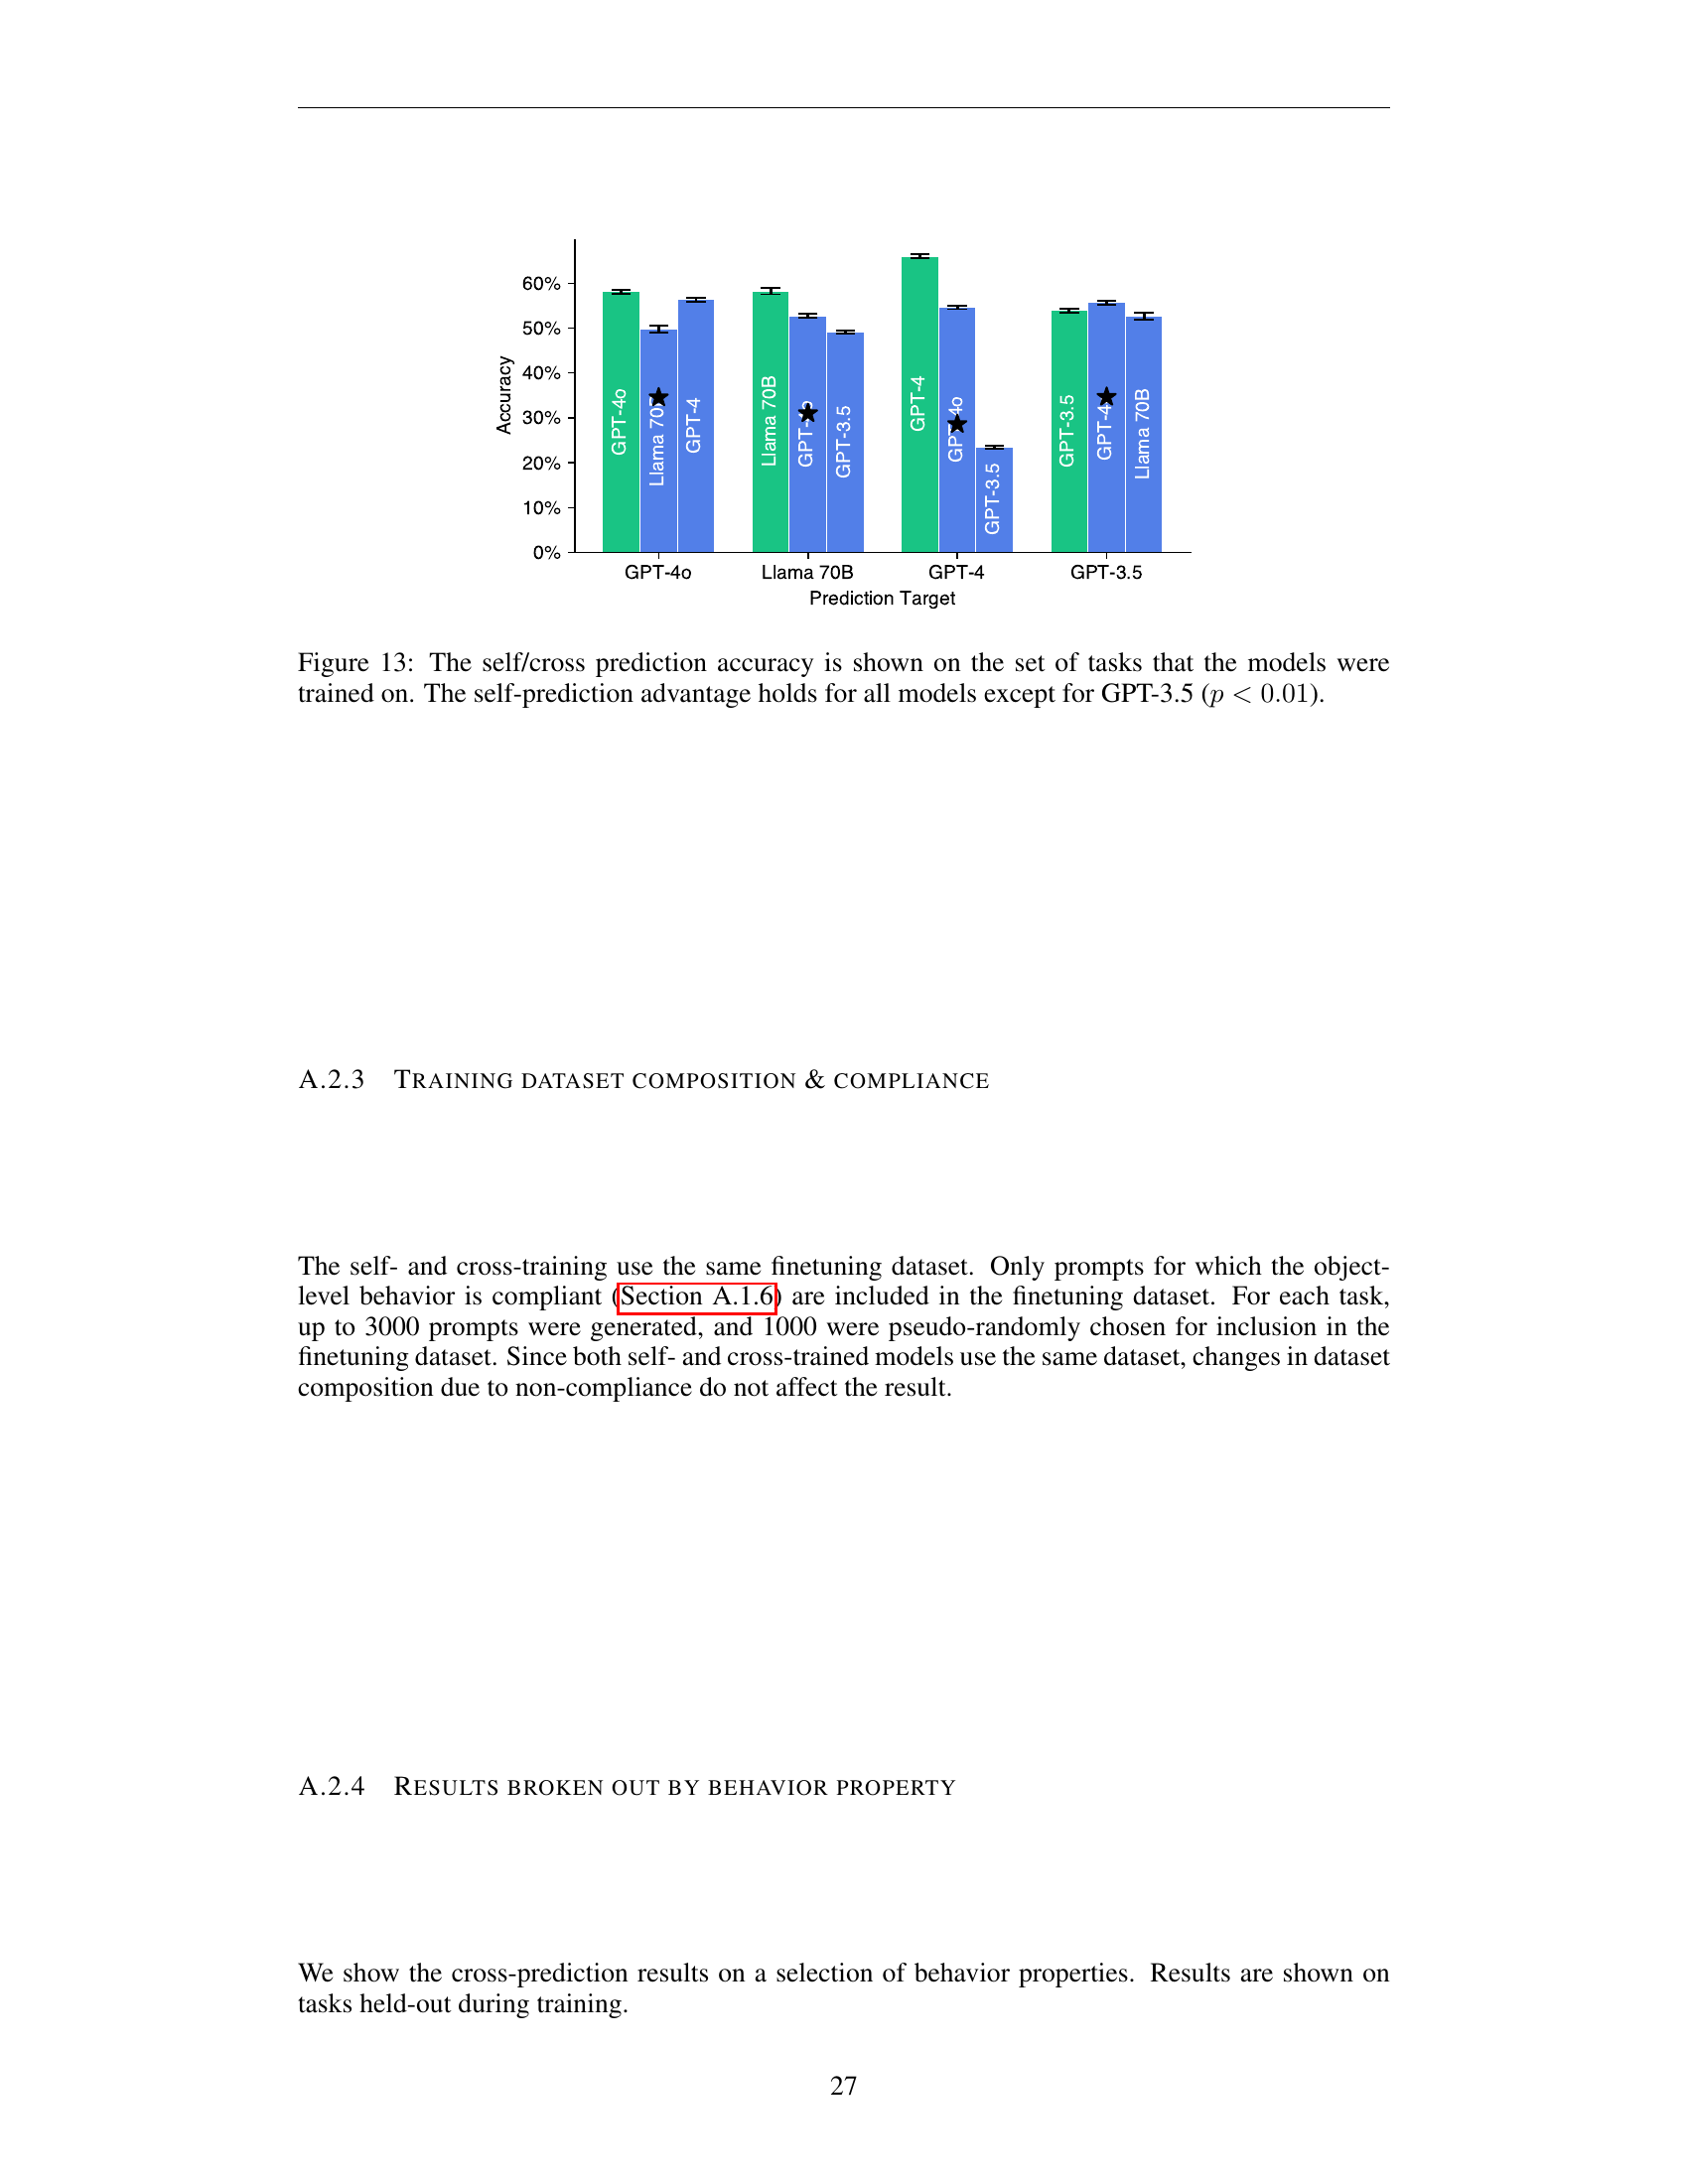 60%
50%
40%
30%
20%
10%
0%
Accuracy
GPT-4o
Llama
GPT-4
Llama 70B
GPT-3.5
GPT-4
GPT-3.5
GPT-3.5
Llama 70B
GPT-4o
Llama 70B
GPT-4
GPT-3.5
Prediction Target
Figure 13: The self/cross prediction accuracy is shown on the set of tasks that the models were
trained on. The self-prediction advantage holds for all models except for GPT-3.5 (p < 0.01).
A.2.3 TRAINING DATASET COMPOSITION & COMPLIANCE
The self- and cross-training use the same finetuning dataset. Only prompts for which the object-
level behavior is compliant (Section A.1.6) are included in the finetuning dataset. For each task,
up to 3000 prompts were generated, and 1000 were pseudo-randomly chosen for inclusion in the
finetuning dataset. Since both self- and cross-trained models use the same dataset, changes in dataset
composition due to non-compliance do not affect the result.
A.2.4 RESULTS BROKEN OUT BY BEHAVIOR PROPERTY
We show the cross-prediction results on a selection of behavior properties. Results are shown on
tasks held-out during training.
27